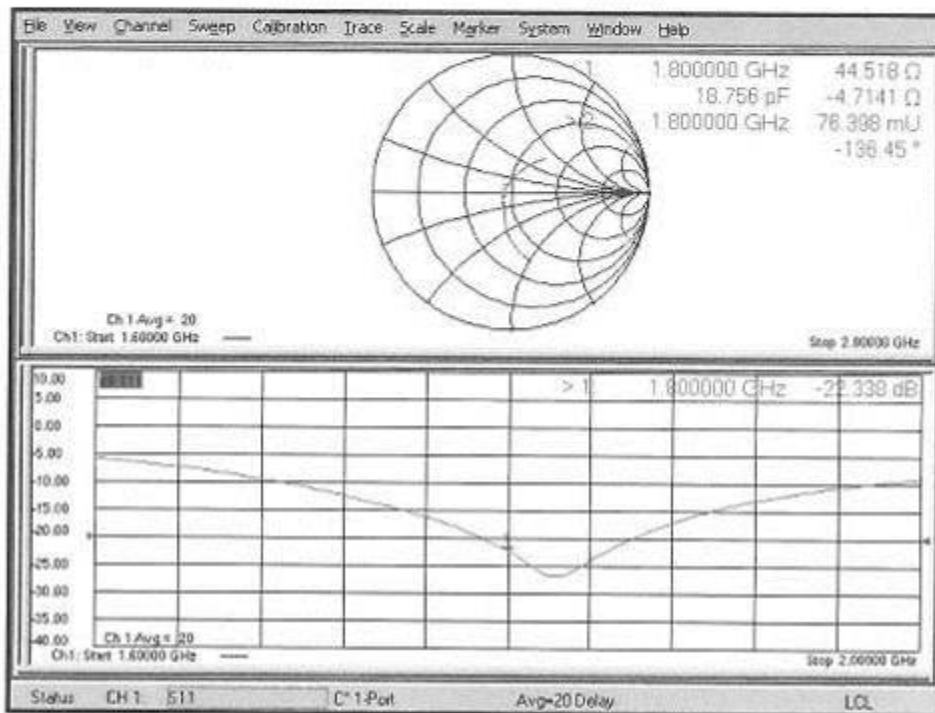 File View Channel Sweep Calibration Trace Scale Marker System Window Help
1 1.800000 GHz 44.518 Ω
18.756 pF -4.7141 Ω
>2 1.800000 GHz 76.398 mU
-136.45 °
Ch 1 Avg = 20
Ch1: Start 1.60000 GHz
Stop 2.00000 GHz
10.00
> 1 1.800000 GHz -22.338 dB
5.00
0.00
-5.00
-10.00
-15.00
-20.00
-25.00
-30.00
-35.00
-40.00
Ch 1 Avg = 20
Ch1: Start 1.60000 GHz
Stop 2.00000 GHz
Status CH 1: S11 C* 1-Port Avg=20 Delay LCL